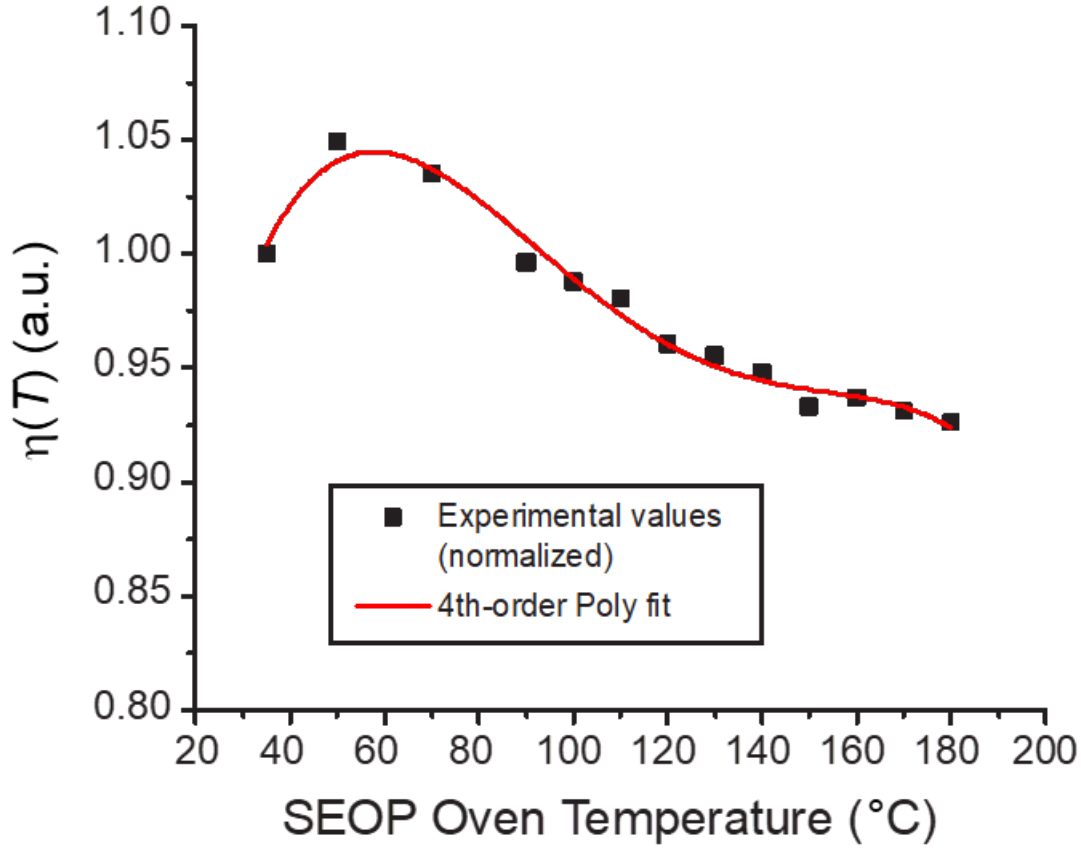 1.10
1.05
1.00
0.95
0.90
0.85
0.80
η(T) (a.u.)
Experimental values
(normalized)
4th-order Poly fit
20 40 60 80 100 120 140 160 180 200
SEOP Oven Temperature (°C)